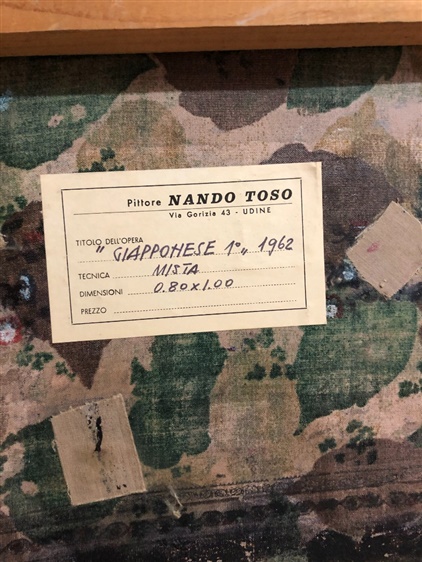 Pittore NANDO TOSO
Via Gorizia 43 - UDINE
TITOLO DELL'OPERA
" GIAPPONESE 1° „ 1962
TECNICA MISTA
DIMENSIONI 0.80x1.00
PREZZO